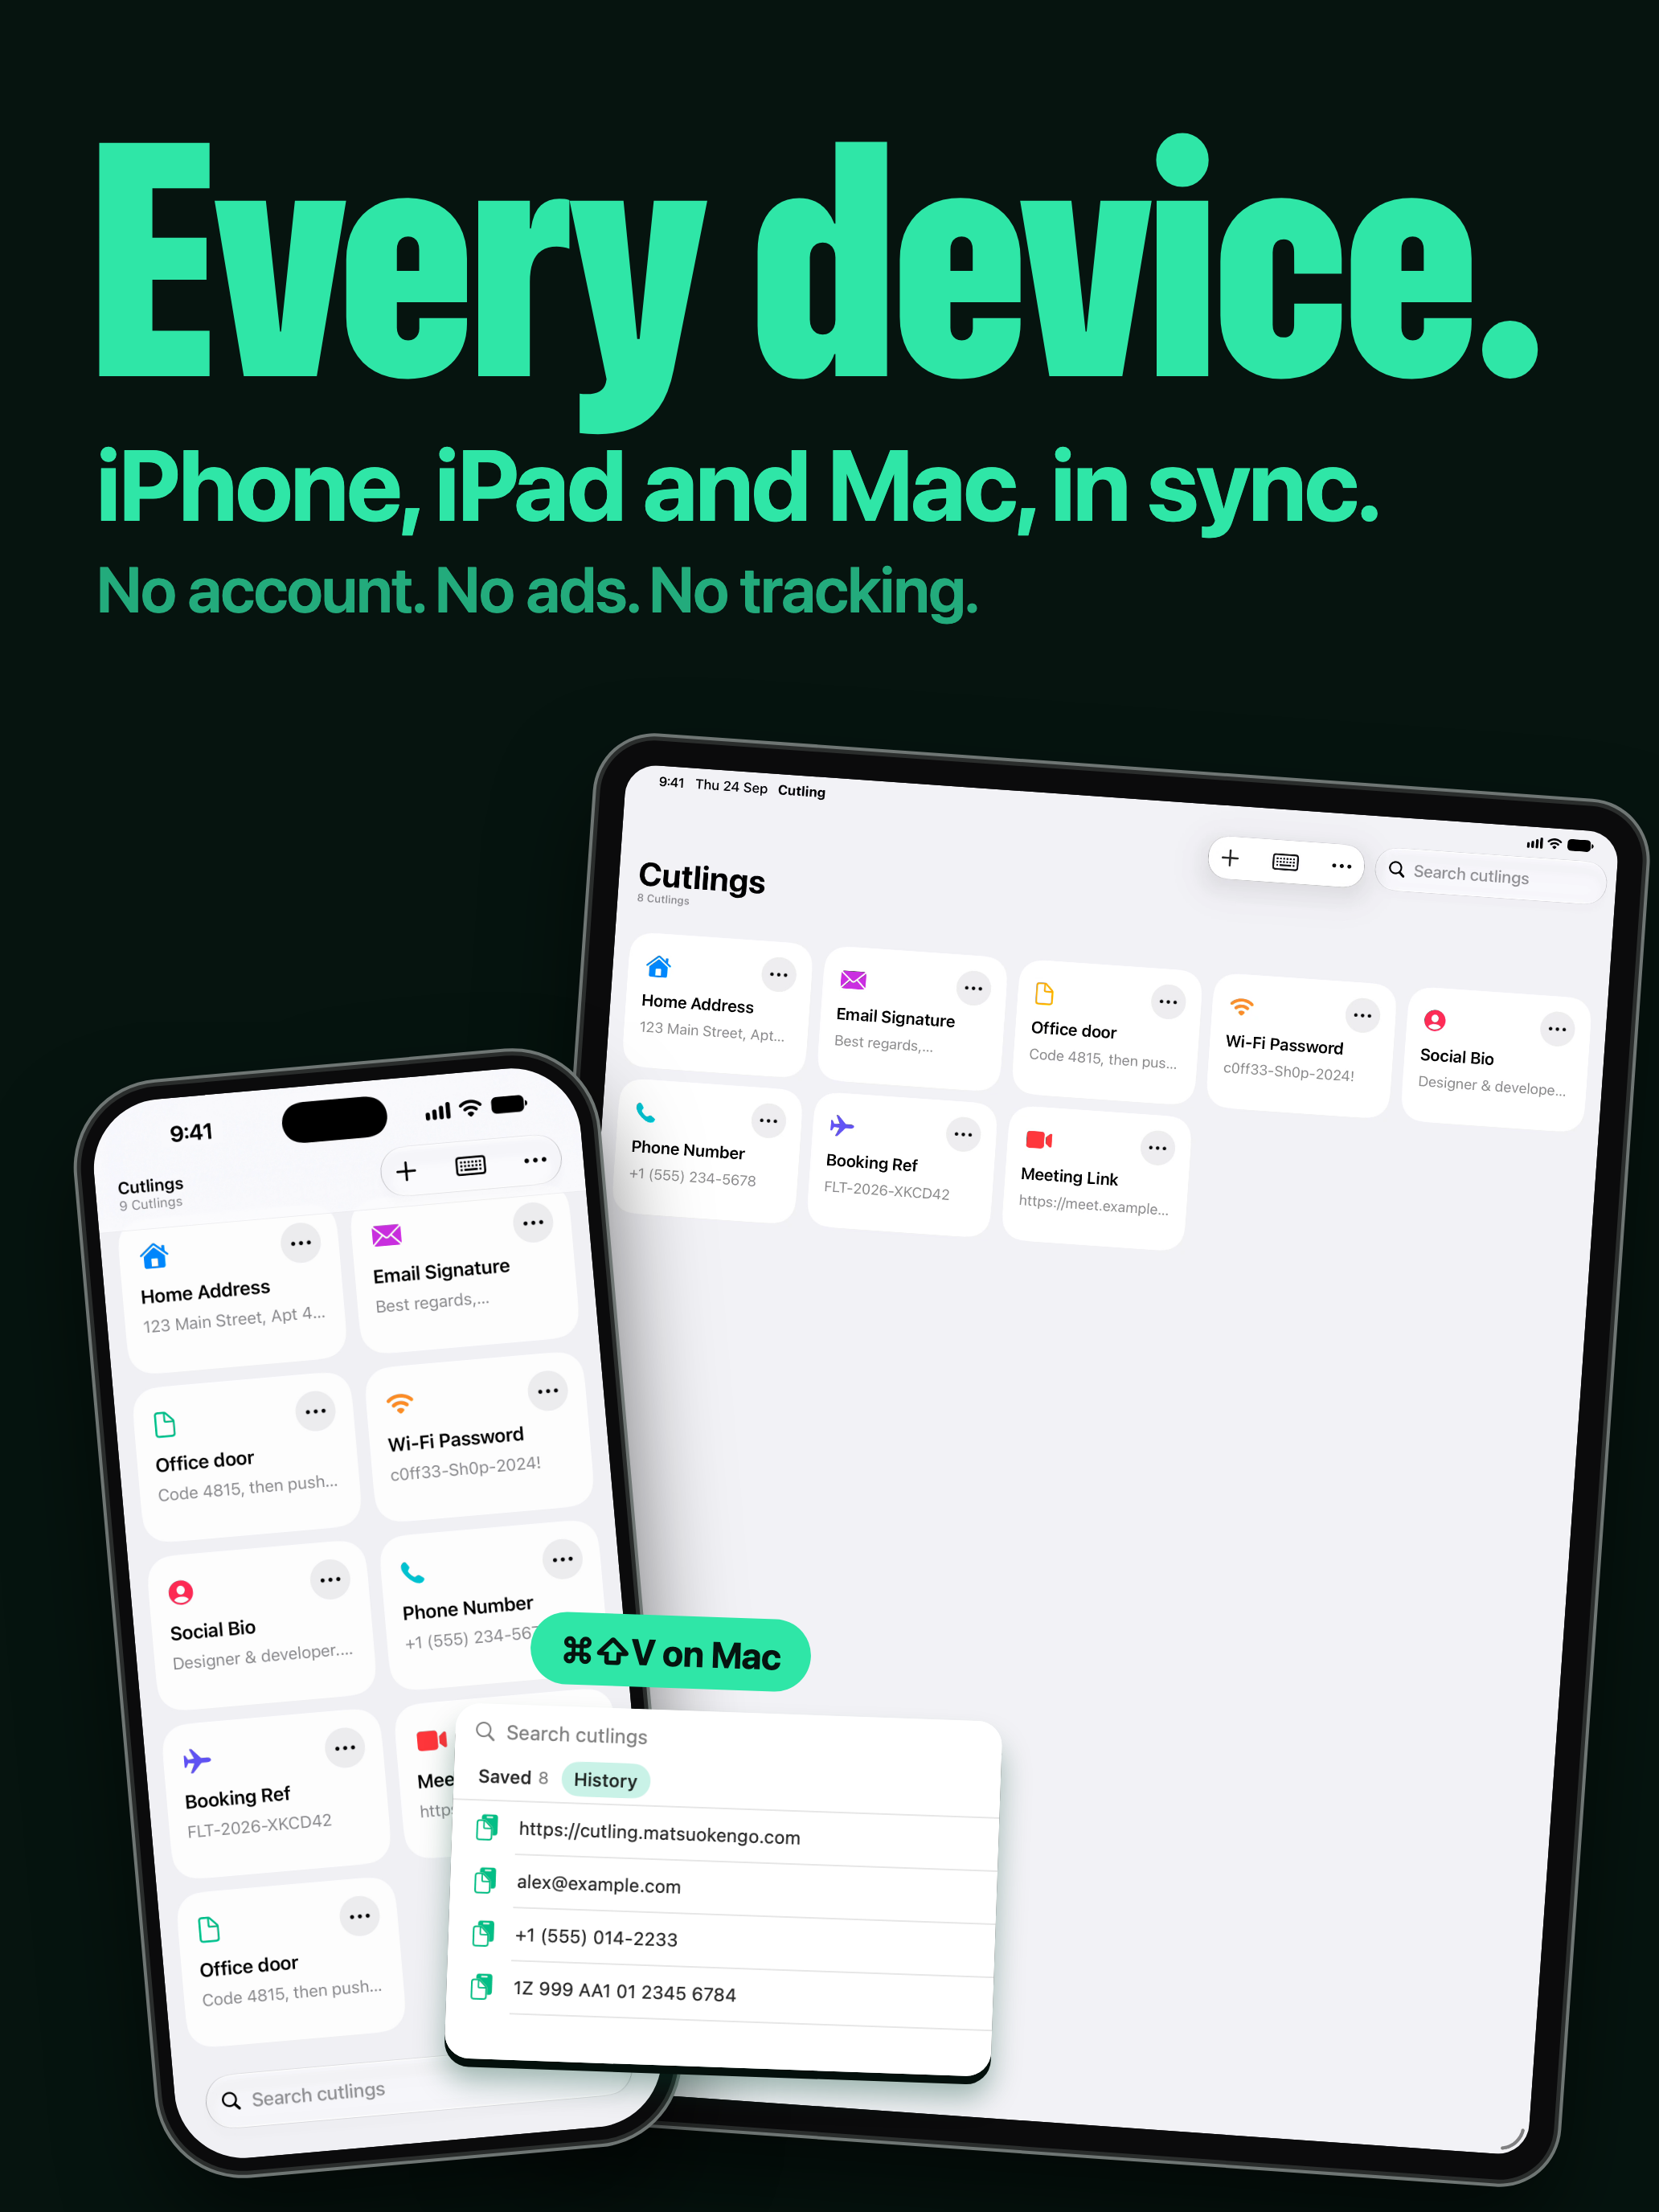 Every device.
iPhone, iPad and Mac, in sync.
No account. No ads. No tracking.
9:41 Thu 24 Sep Cutling
Cutlings
8 Cutlings
Search cutlings
Home Address
123 Main Street, Apt...
Email Signature
Best regards,...
Office door
Code 4815, then pus...
Wi-Fi Password
c0ff33-Sh0p-2024!
Social Bio
Designer & develope...
Phone Number
+1 (555) 234-5678
Booking Ref
FLT-2026-XKCD42
Meeting Link
https://meet.example...
9:41
Cutlings
9 Cutlings
Home Address
123 Main Street, Apt 4...
Email Signature
Best regards,...
Office door
Code 4815, then push...
Wi-Fi Password
c0ff33-Sh0p-2024!
Social Bio
Designer & developer....
Phone Number
+1 (555) 234-567
Booking Ref
FLT-2026-XKCD42
Mee
http
Office door
Code 4815, then push...
Search cutlings
⌘⇧V on Mac
Search cutlings
Saved 8 History
https://cutling.matsuokengo.com
alex@example.com
+1 (555) 014-2233
1Z 999 AA1 01 2345 6784